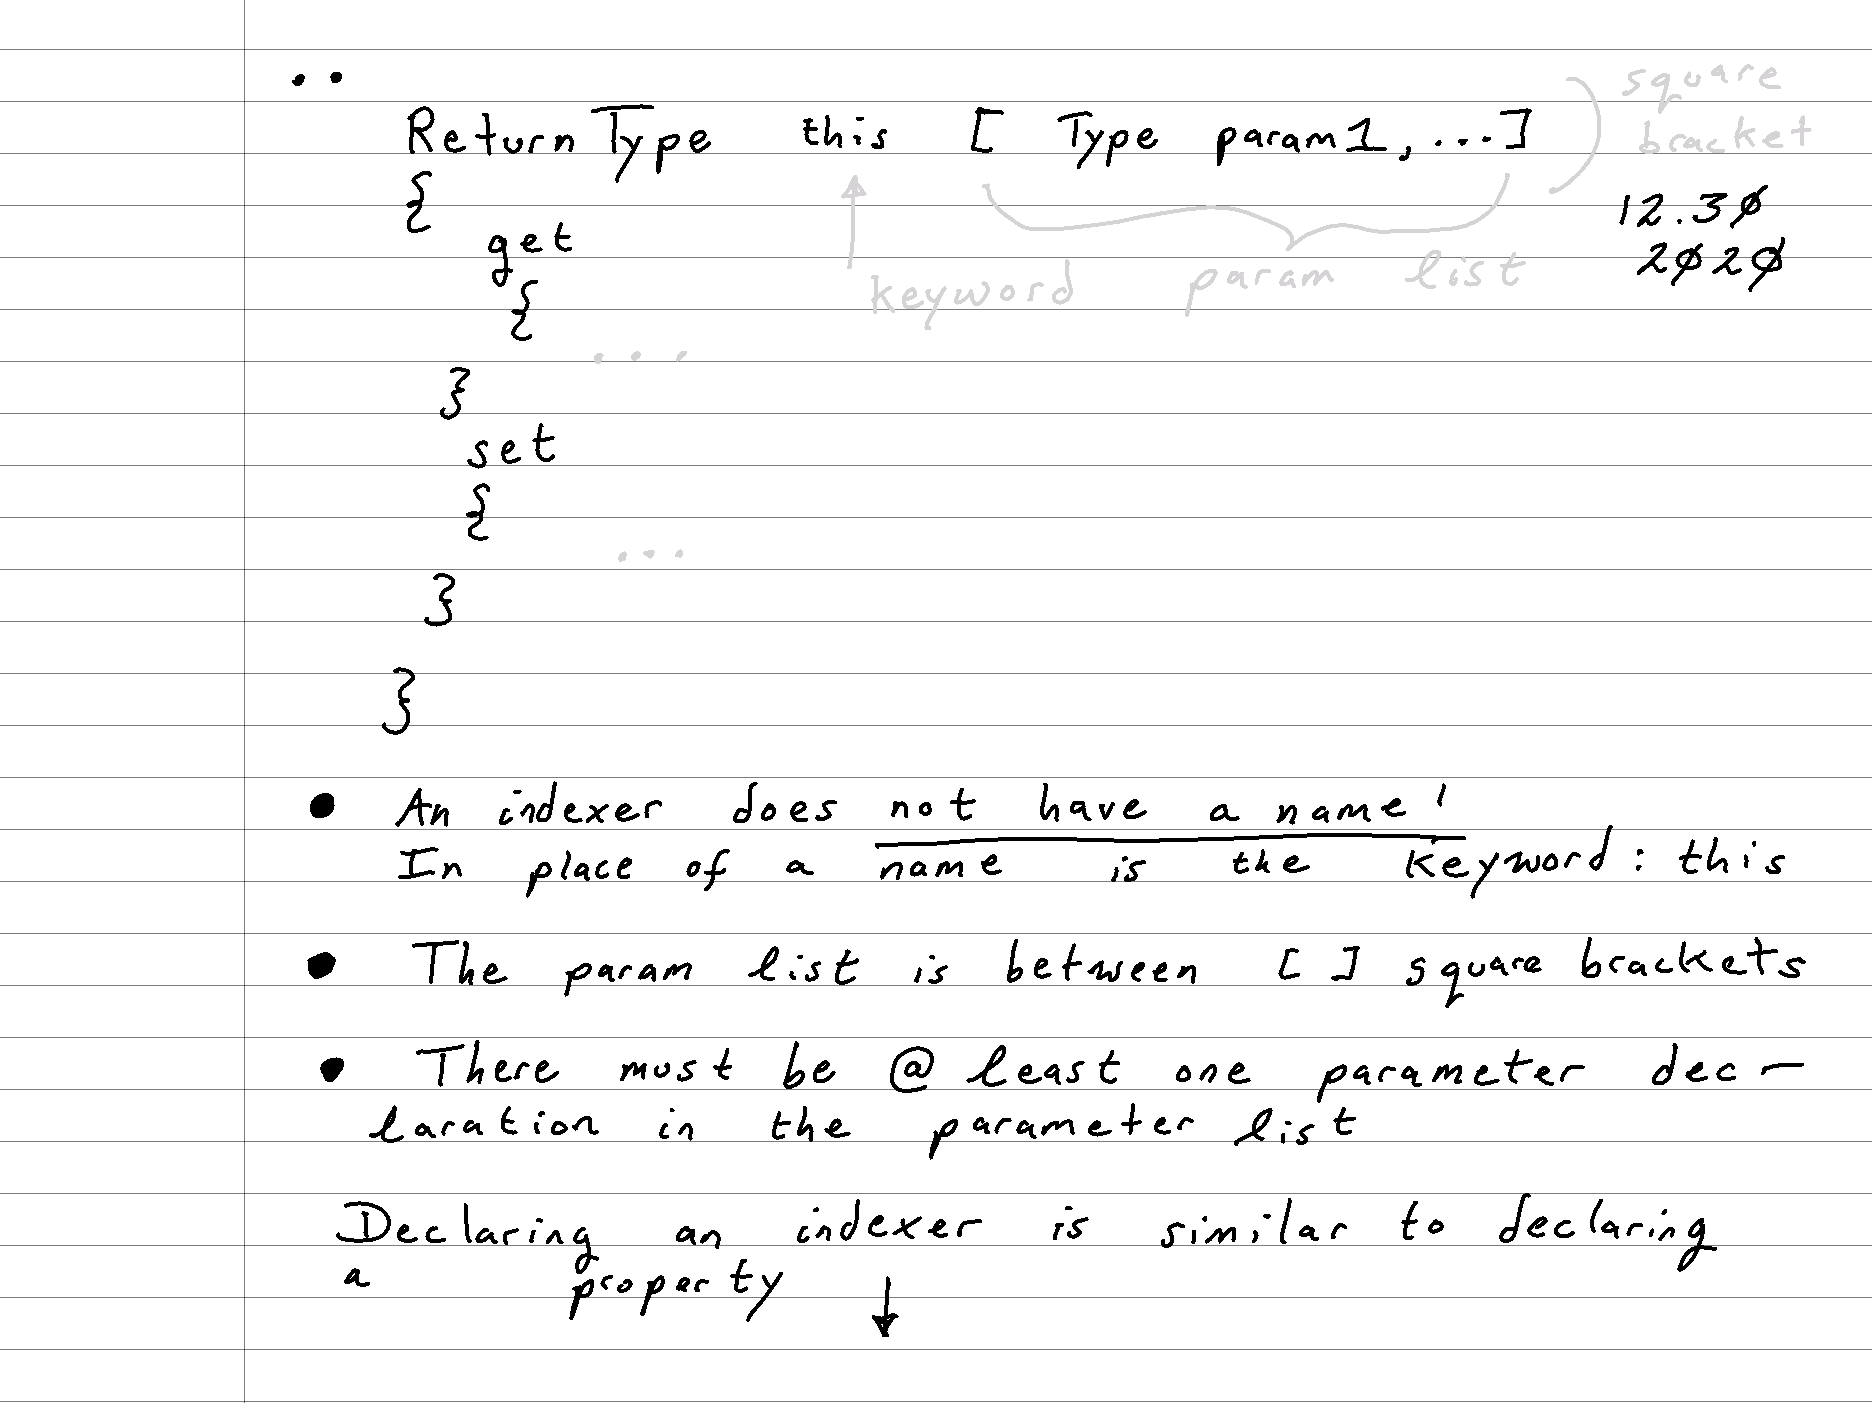 ..
ReturnType this [ Type param1, ...]
square
bracket
{
12.30
get
2020
{
keyword param list
...
}
set
{
...
}
}
• An indexer does not have a name!
In place of a name is the keyword: this
• The param list is between [ ] square brackets
• There must be @ least one parameter dec-
laration in the parameter list
Declaring an indexer is similar to declaring
a property ↓